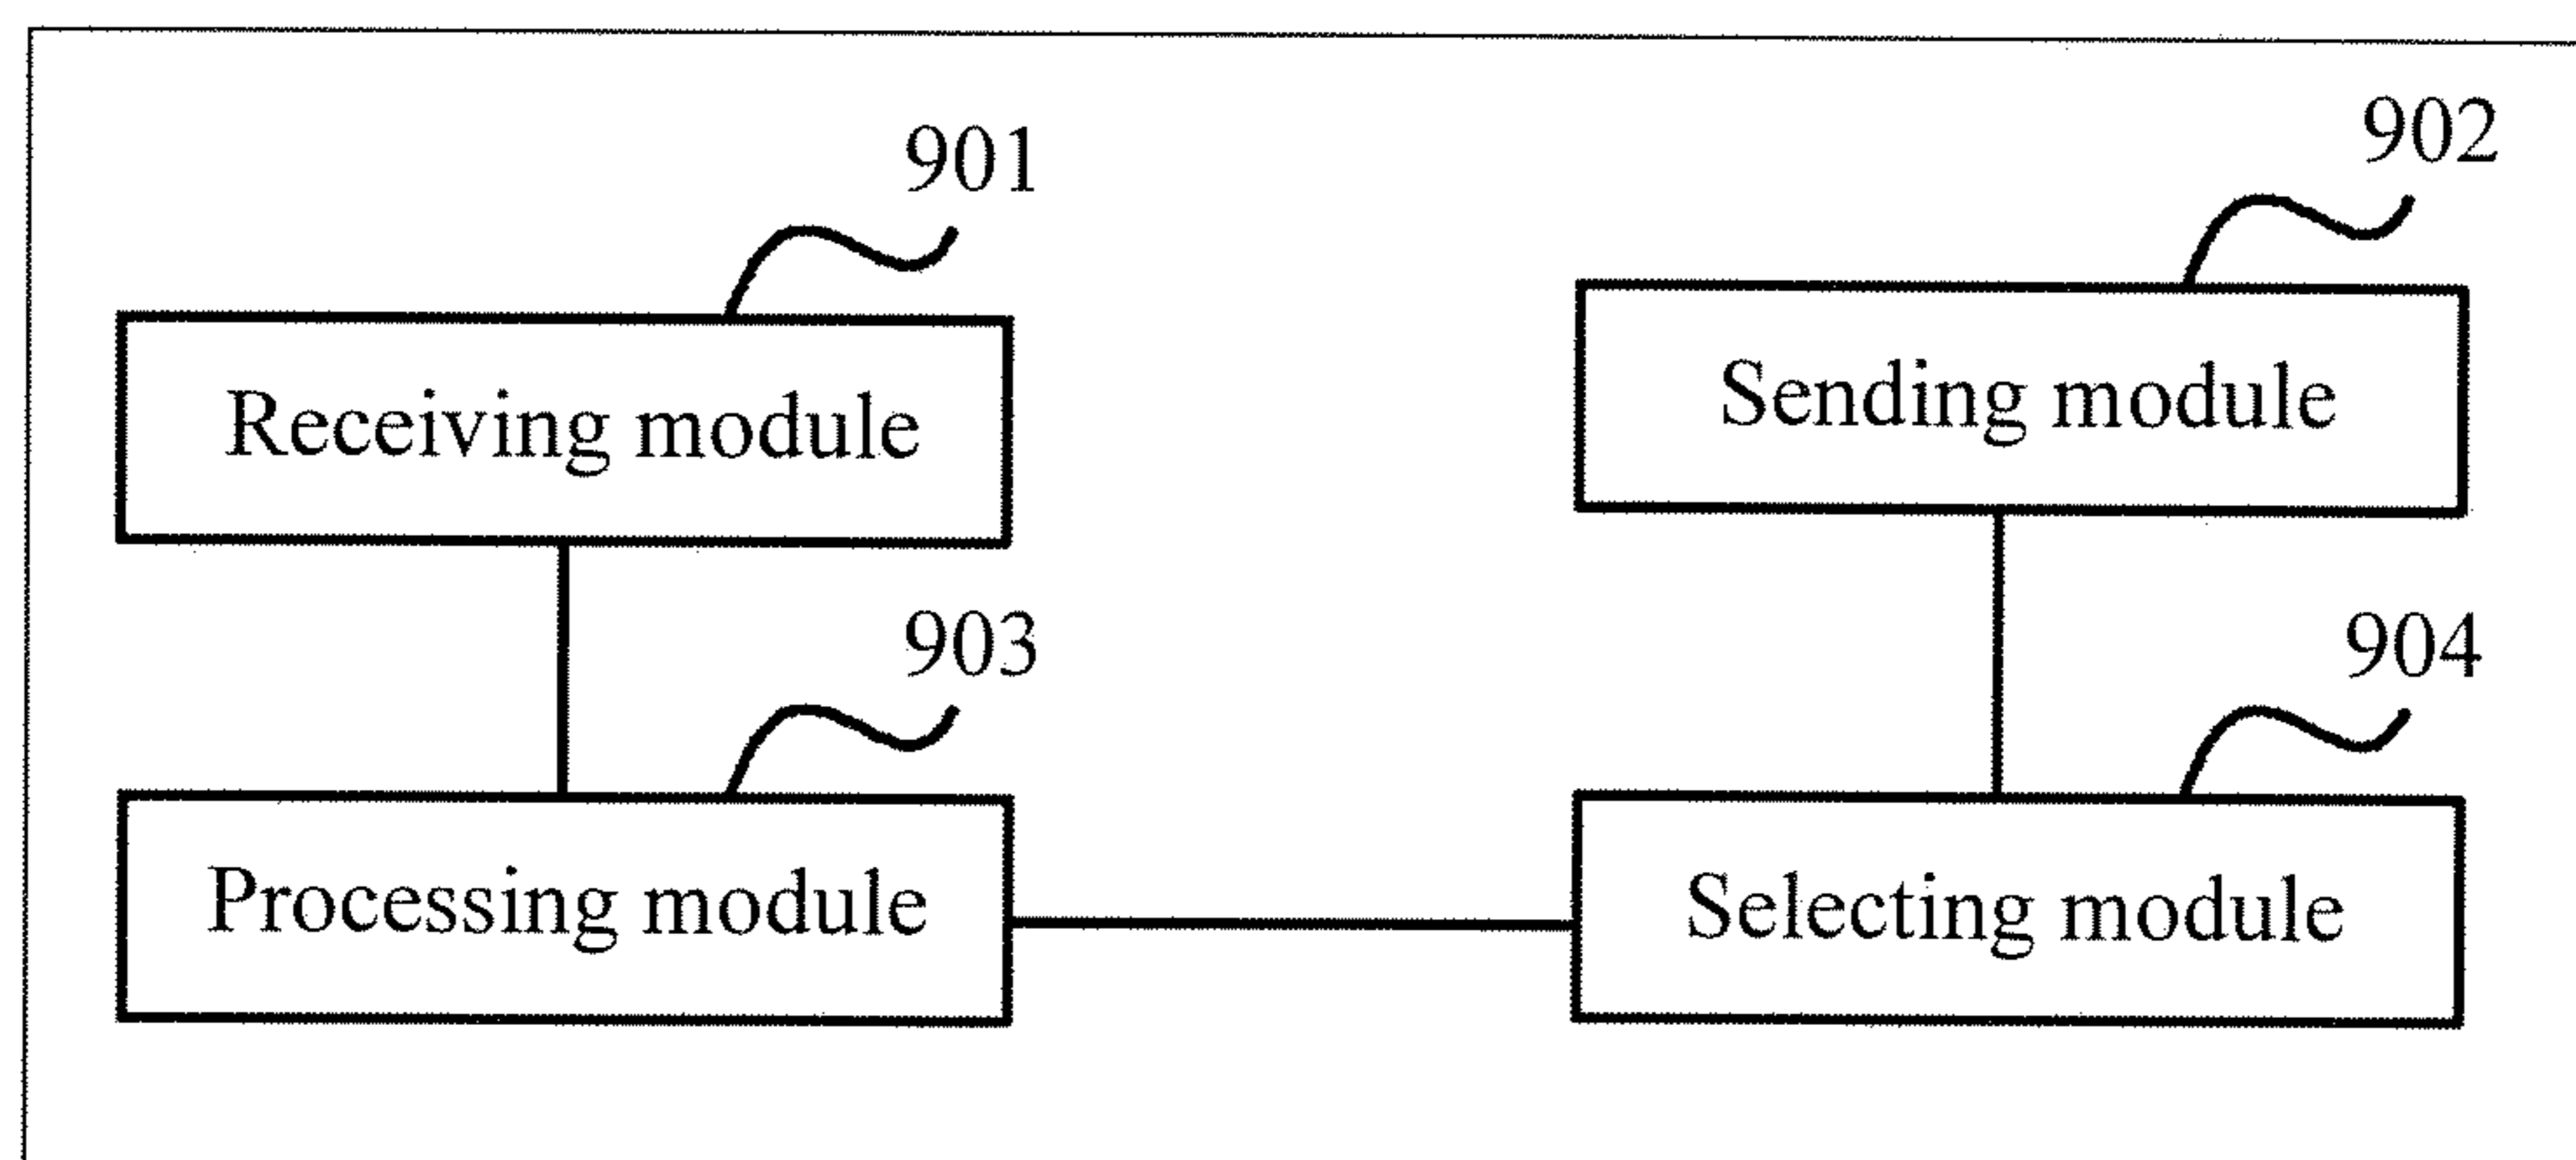 901
902
Receiving module
Sending module
903
904
Processing module
Selecting module